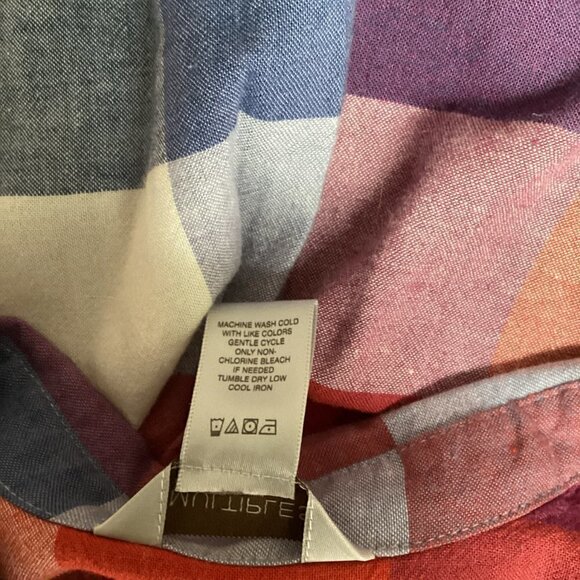 MACHINE WASH COLD
WITH LIKE COLORS
GENTLE CYCLE
ONLY NON-
CHLORINE BLEACH
IF NEEDED
TUMBLE DRY LOW
COOL IRON
MULTIPLES